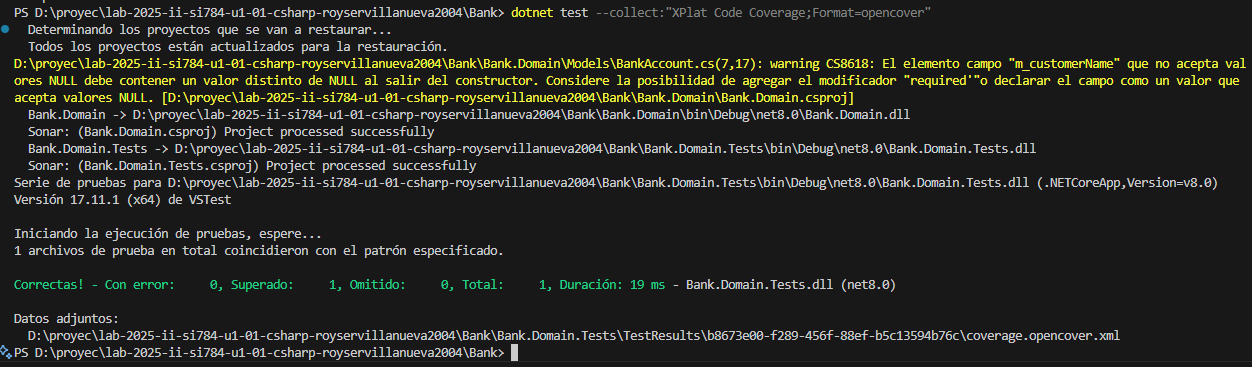 PS D:\proyec\lab-2025-ii-si784-u1-01-csharp-royservillanueva2004\Bank> dotnet test --collect:"XPlat Code Coverage;Format=opencover"
Determinando los proyectos que se van a restaurar...
Todos los proyectos están actualizados para la restauración.
D:\proyec\lab-2025-ii-si784-u1-01-csharp-royservillanueva2004\Bank\Bank.Domain\Models\BankAccount.cs(7,17): warning CS8618: El elemento campo "m_customerName" que no acepta val
ores NULL debe contener un valor distinto de NULL al salir del constructor. Considere la posibilidad de agregar el modificador "required'"o declarar el campo como un valor que
acepta valores NULL. [D:\proyec\lab-2025-ii-si784-u1-01-csharp-royservillanueva2004\Bank\Bank.Domain\Bank.Domain.csproj]
Bank.Domain -> D:\proyec\lab-2025-ii-si784-u1-01-csharp-royservillanueva2004\Bank\Bank.Domain\bin\Debug\net8.0\Bank.Domain.dll
Sonar: (Bank.Domain.csproj) Project processed successfully
Bank.Domain.Tests -> D:\proyec\lab-2025-ii-si784-u1-01-csharp-royservillanueva2004\Bank\Bank.Domain.Tests\bin\Debug\net8.0\Bank.Domain.Tests.dll
Sonar: (Bank.Domain.Tests.csproj) Project processed successfully
Serie de pruebas para D:\proyec\lab-2025-ii-si784-u1-01-csharp-royservillanueva2004\Bank\Bank.Domain.Tests\bin\Debug\net8.0\Bank.Domain.Tests.dll (.NETCoreApp,Version=v8.0)
Versión 17.11.1 (x64) de VSTest
Iniciando la ejecución de pruebas, espere...
1 archivos de prueba en total coincidieron con el patrón especificado.
Correctas! - Con error:     0, Superado:     1, Omitido:     0, Total:     1, Duración: 19 ms - Bank.Domain.Tests.dll (net8.0)
Datos adjuntos:
D:\proyec\lab-2025-ii-si784-u1-01-csharp-royservillanueva2004\Bank\Bank.Domain.Tests\TestResults\b8673e00-f289-456f-88ef-b5c13594b76c\coverage.opencover.xml
PS D:\proyec\lab-2025-ii-si784-u1-01-csharp-royservillanueva2004\Bank>